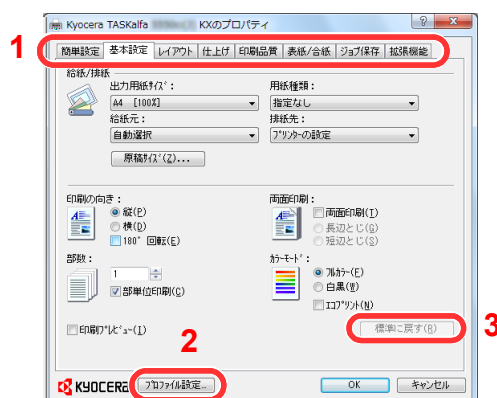 Kyocera TASKalfa KXのプロパティ
1
簡単設定 基本設定 レイアウト 仕上げ 印刷品質 表紙/合紙 ジョブ保存 拡張機能
給紙/排紙
出力用紙ｻｲｽﾞ: 用紙種類:
A4 [100%] 指定なし
給紙元: 排紙先:
自動選択 ﾌﾟﾘﾝﾀｰの設定
原稿ｻｲｽﾞ(Z)...
印刷の向き: 両面印刷:
縦(P) 両面印刷(I)
横(O) 長辺とじ(G)
180° 回転(E) 短辺とじ(S)
部数: ｶﾗｰﾓｰﾄﾞ:
1 ﾌﾙｶﾗｰ(E)
部単位印刷(C) 白黒(W)
ｴｺﾌﾟﾘﾝﾄ(N)
印刷ﾌﾟﾚﾋﾞｭｰ(I) 標準に戻す(R) 3
2
KYOCERA ﾌﾟﾛﾌｧｲﾙ設定... OK キャンセル